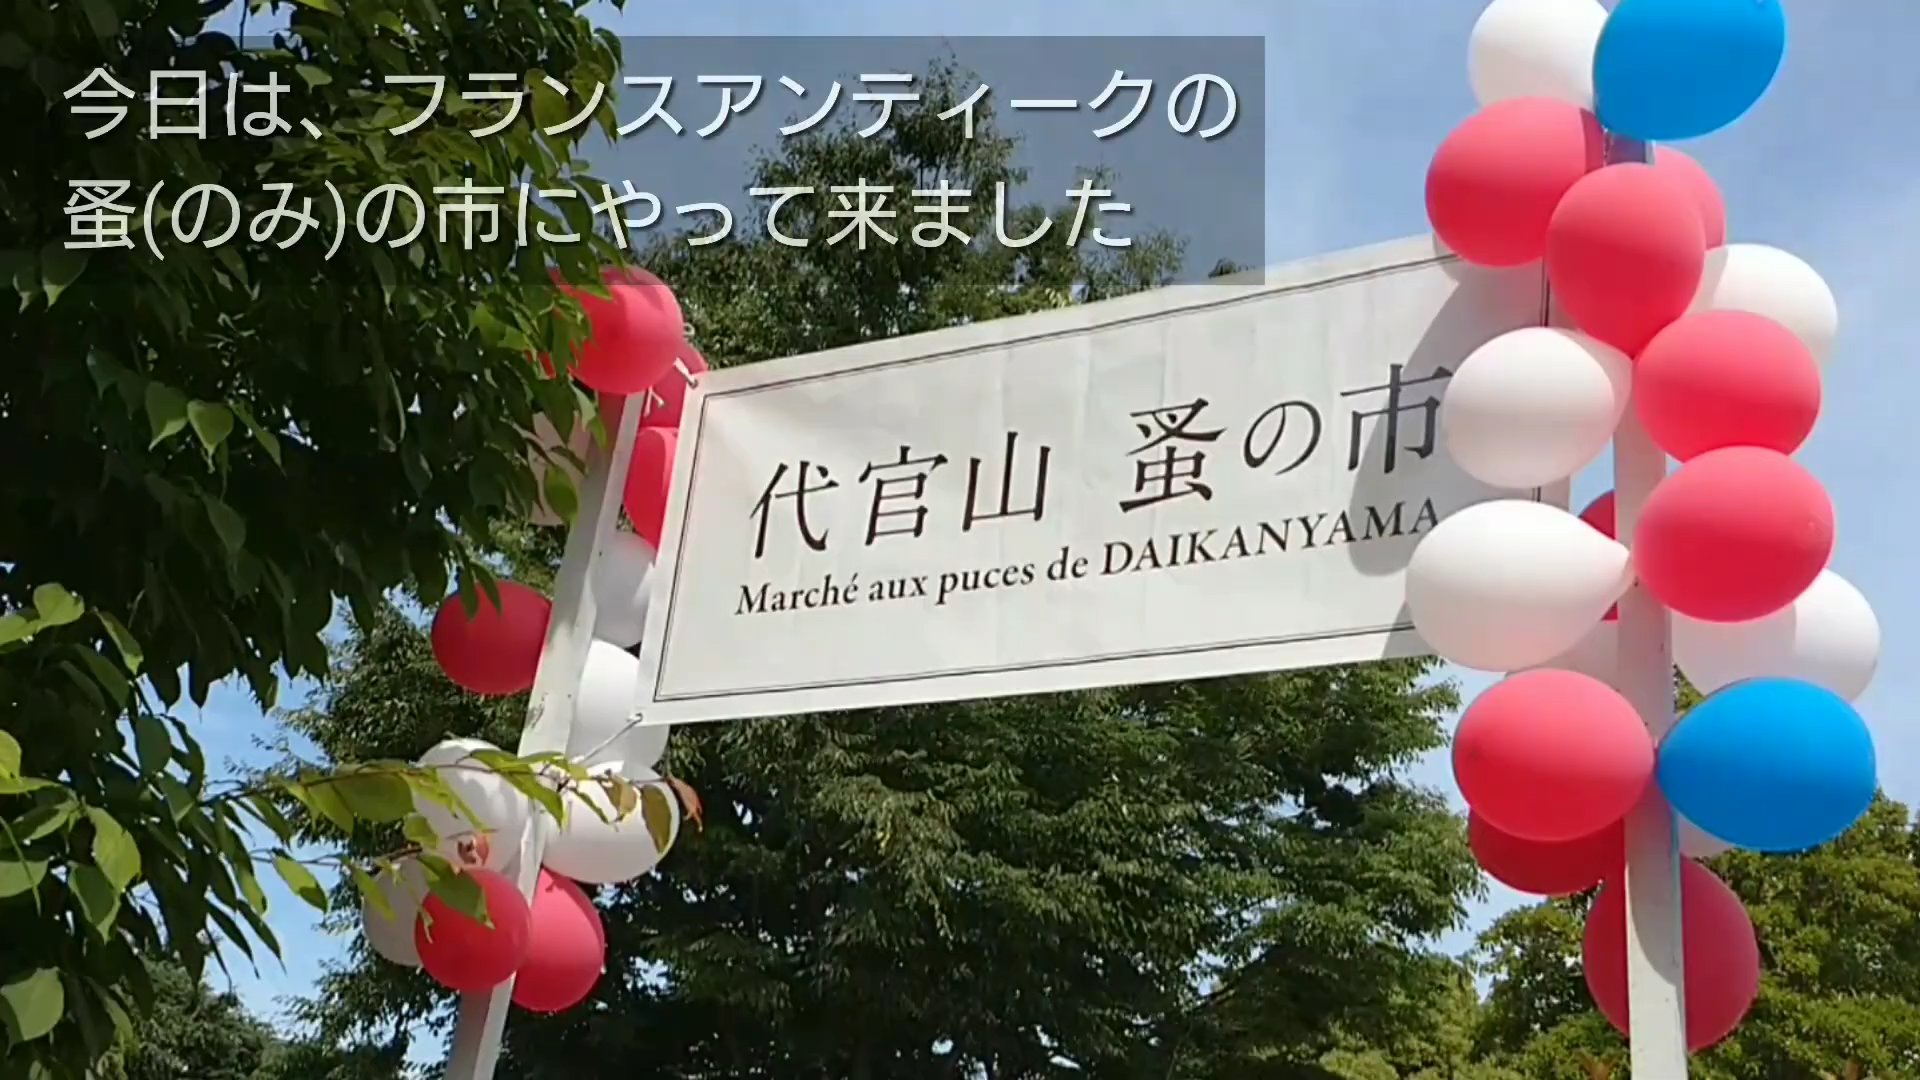 今日は、フランスアンティークの
蚤(のみ)の市にやって来ました
代官山 蚤の市
Marché aux puces de DAIKANYAMA